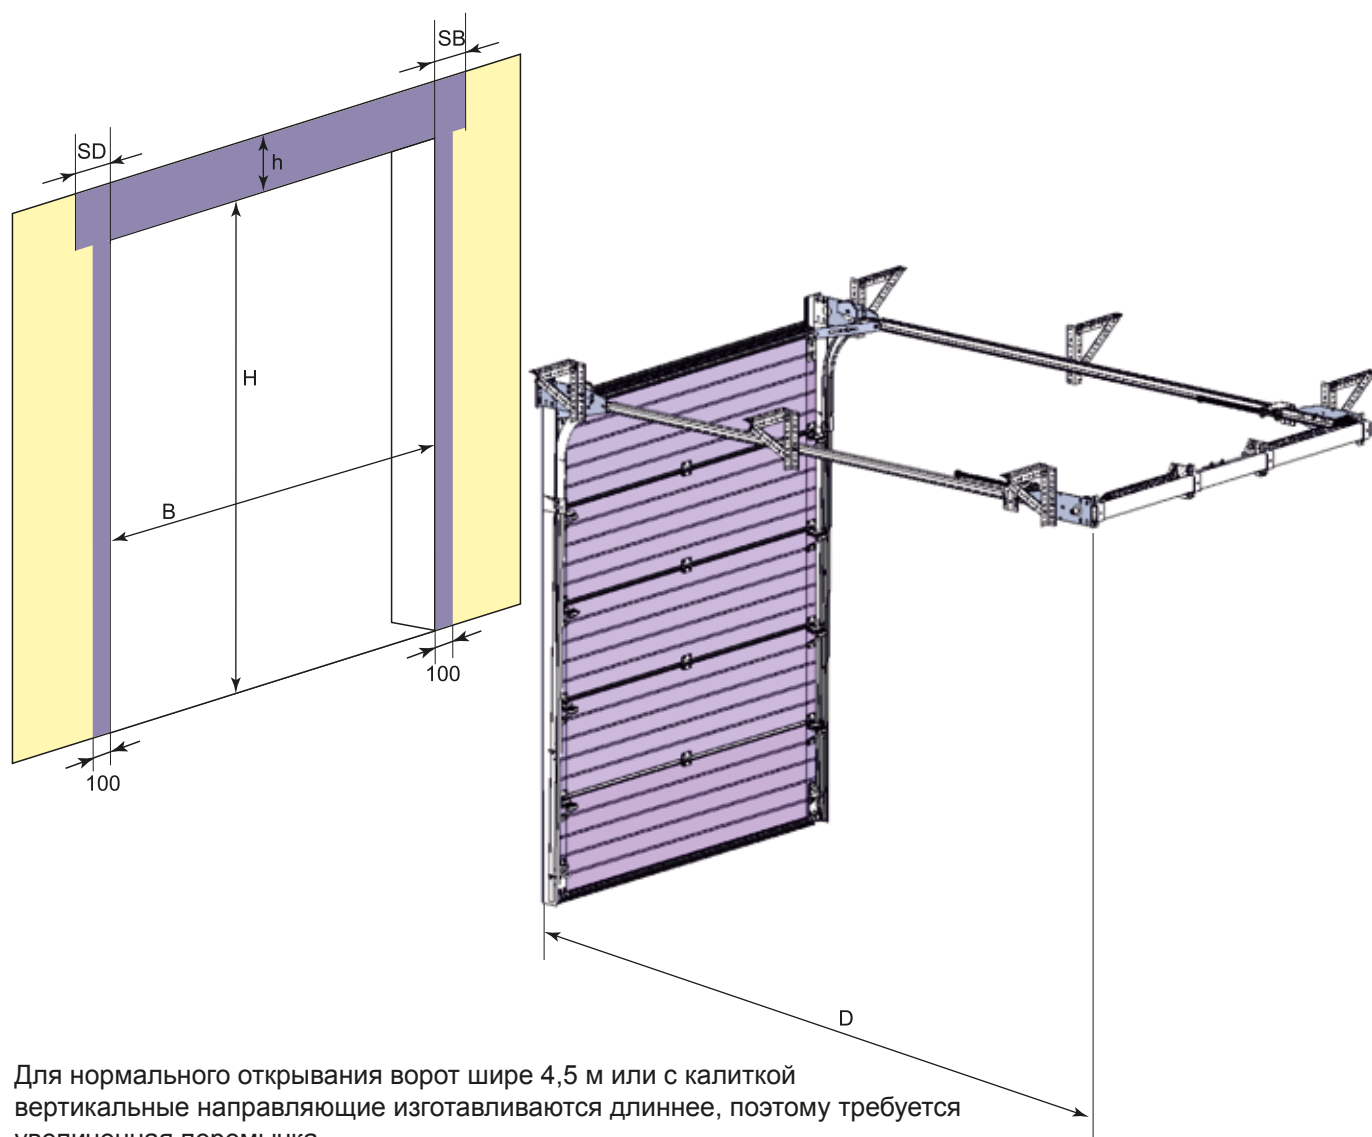 SB
SD
h
H
B
100
100
D
Для нормального открывания ворот шире 4,5 м или с калиткой
вертикальные направляющие изготавливаются длиннее, поэтому требуется